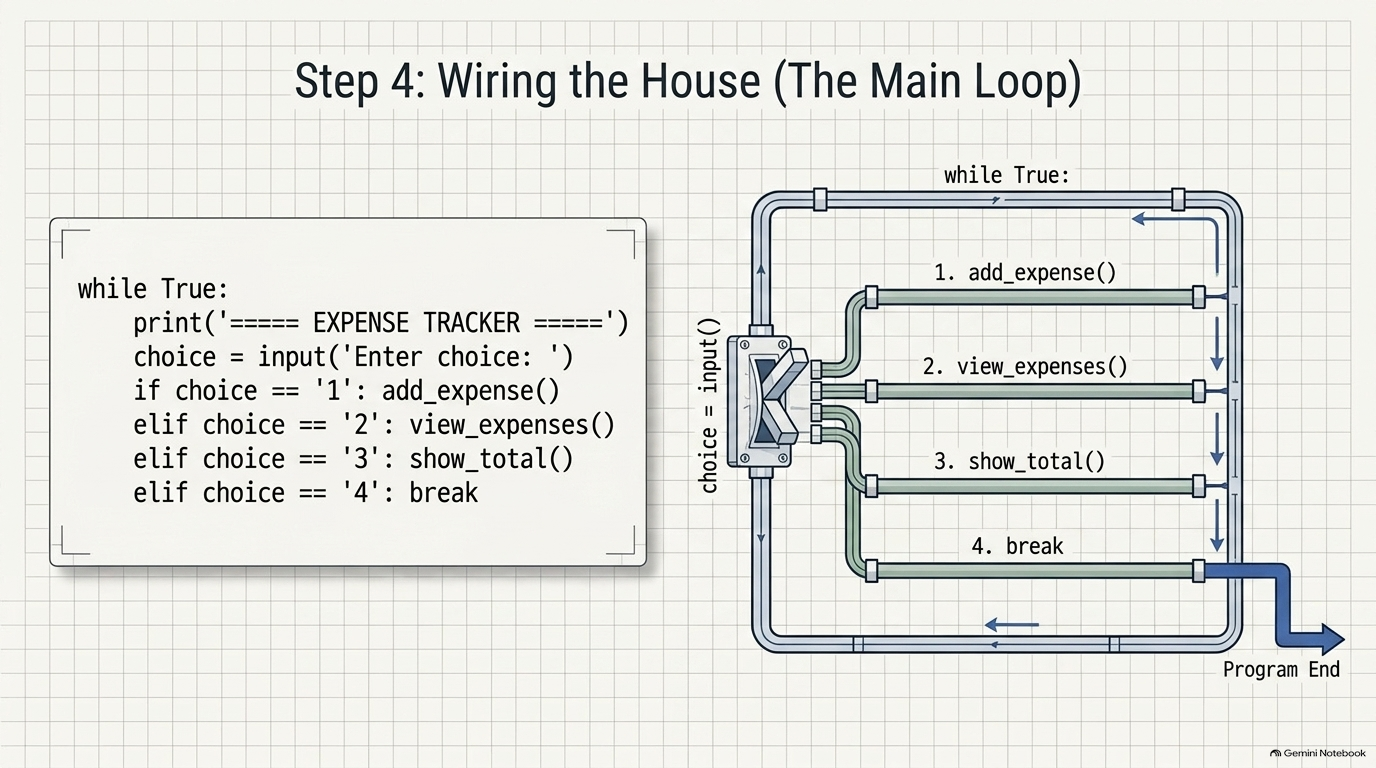 Step 4: Wiring the House (The Main Loop)
while True:
    print('===== EXPENSE TRACKER =====')
    choice = input('Enter choice: ')
    if choice == '1': add_expense()
    elif choice == '2': view_expenses()
    elif choice == '3': show_total()
    elif choice == '4': break
while True:
choice = input()
1. add_expense()
2. view_expenses()
3. show_total()
4. break
Program End
Gemini Notebook